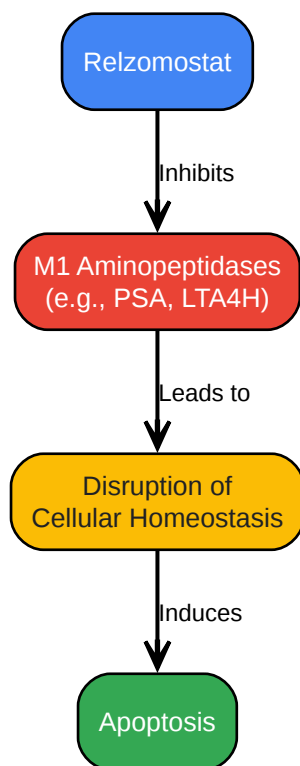 Relzomostat
Inhibits
M1 Aminopeptidases
(e.g., PSA, LTA4H)
Leads to
Disruption of
Cellular Homeostasis
Induces
Apoptosis